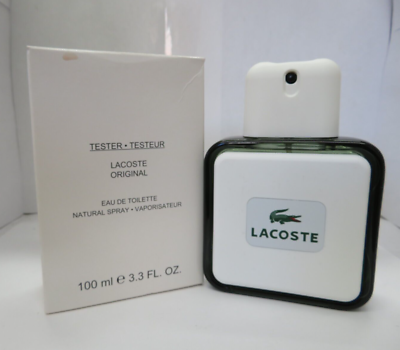 TESTER • TESTEUR
LACOSTE
ORIGINAL
EAU DE TOILETTE
NATURAL SPRAY • VAPORISATEUR
100 ml ℮ 3.3 FL. OZ.
LACOSTE